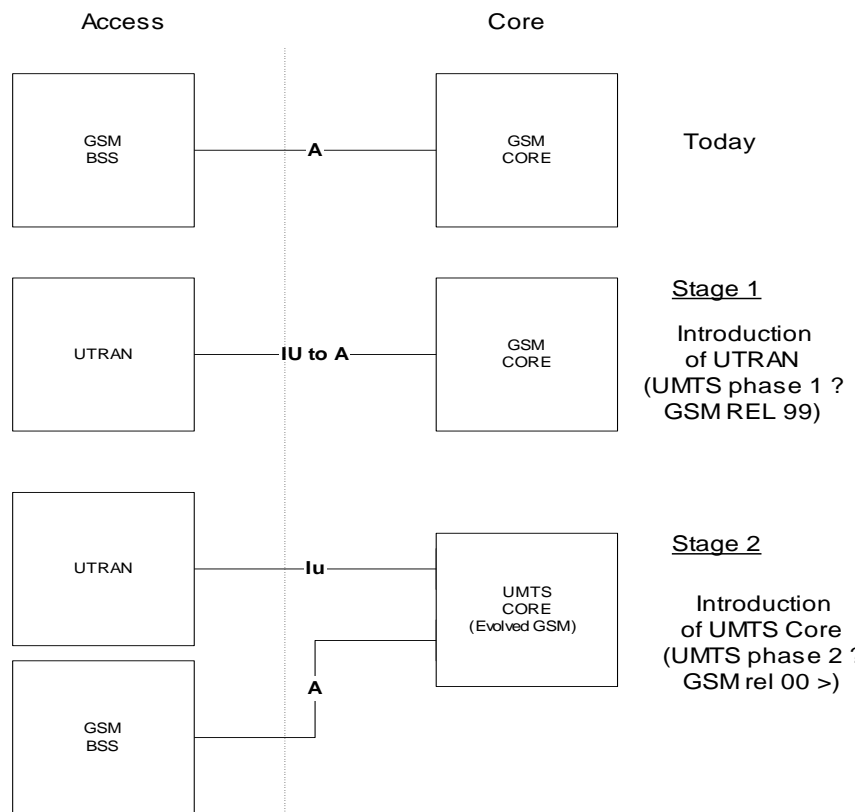 Access
Core
GSM
BSS
A
GSM
CORE
Today
UTRAN
IU to A
GSM
CORE
Stage 1
Introduction
of UTRAN
(UMTS phase 1 ?
GSM REL 99)
UTRAN
Iu
UMTS
CORE
(Evolved GSM)
Stage 2
Introduction
of UMTS Core
(UMTS phase 2 ?
GSM rel 00 >)
A
GSM
BSS